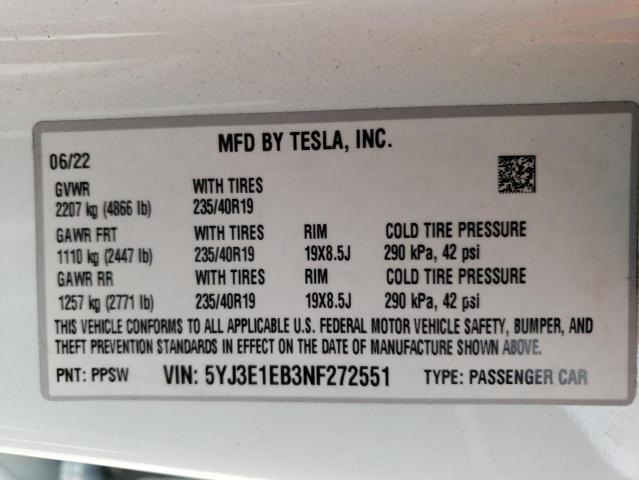 MFD BY TESLA, INC.
06/22
GVWR WITH TIRES
2207 kg (4866 lb) 235/40R19
GAWR FRT WITH TIRES RIM COLD TIRE PRESSURE
1110 kg (2447 lb) 235/40R19 19X8.5J 290 kPa, 42 psi
GAWR RR WITH TIRES RIM COLD TIRE PRESSURE
1257 kg (2771 lb) 235/40R19 19X8.5J 290 kPa, 42 psi
THIS VEHICLE CONFORMS TO ALL APPLICABLE U.S. FEDERAL MOTOR VEHICLE SAFETY, BUMPER, AND
THEFT PREVENTION STANDARDS IN EFFECT ON THE DATE OF MANUFACTURE SHOWN ABOVE.
PNT: PPSW VIN: 5YJ3E1EB3NF272551 TYPE: PASSENGER CAR